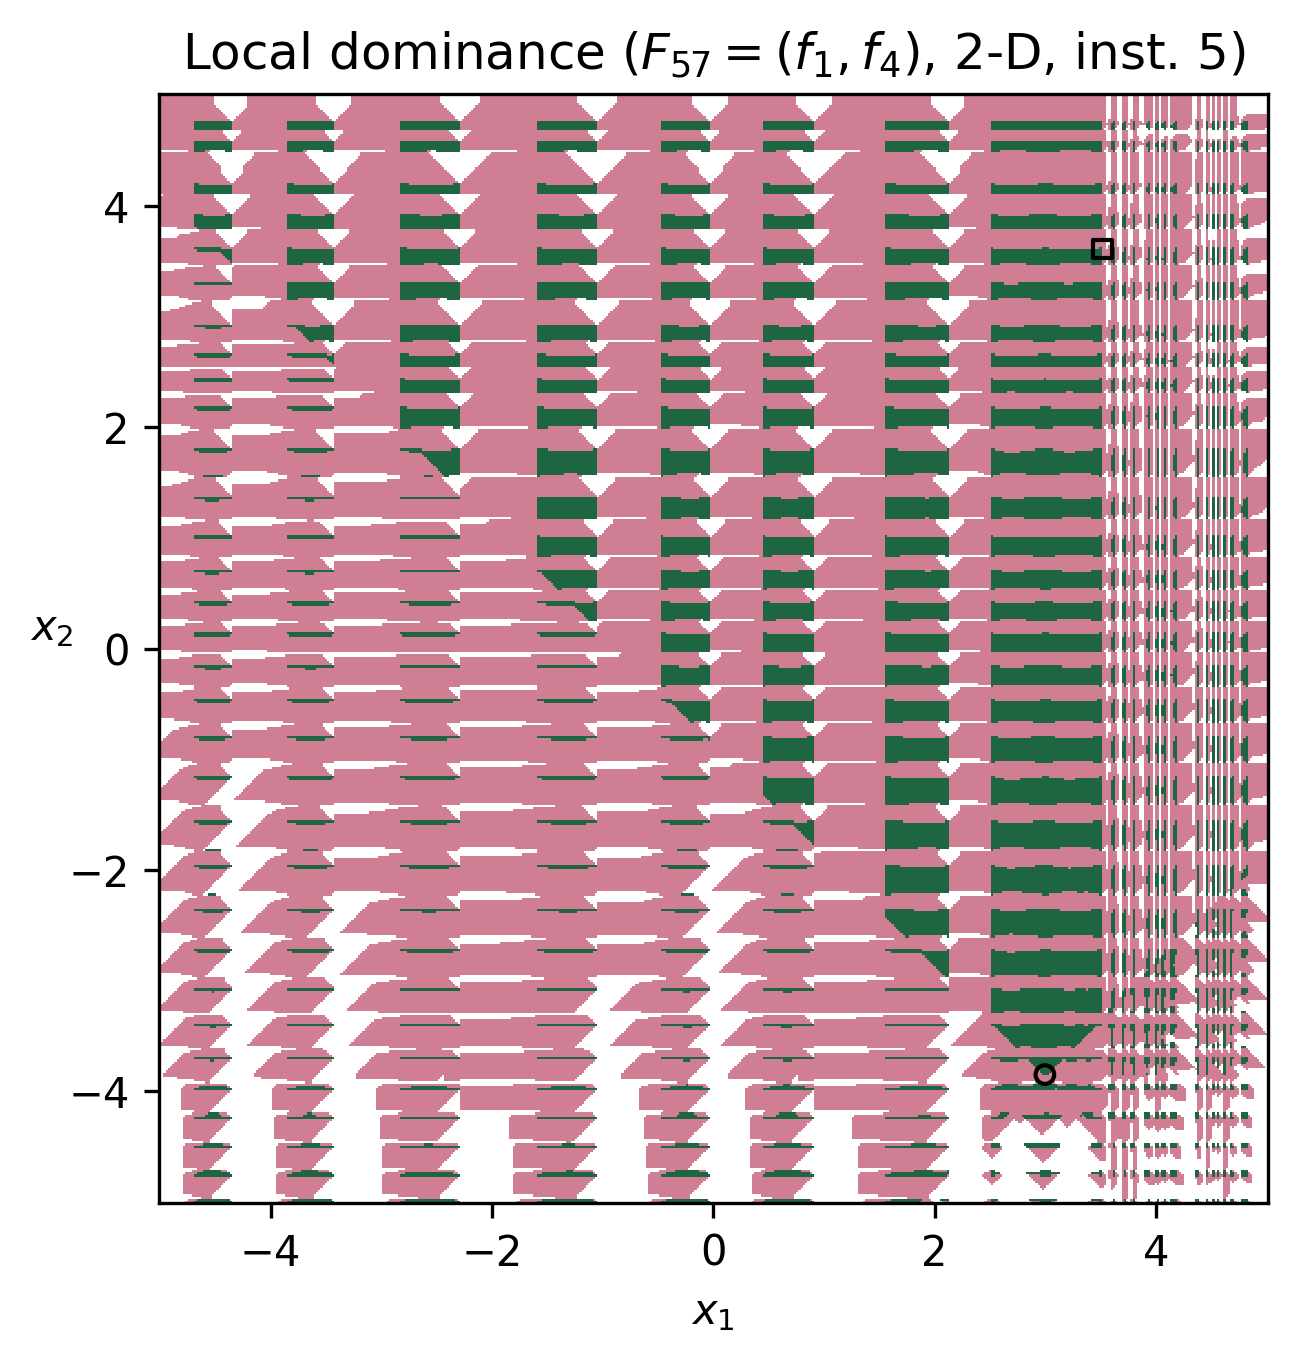 Local dominance (F₅₇ = (f₁, f₄), 2-D, inst. 5)
4
2
x₂
0
−2
−4
−4 −2 0 2 4
x₁